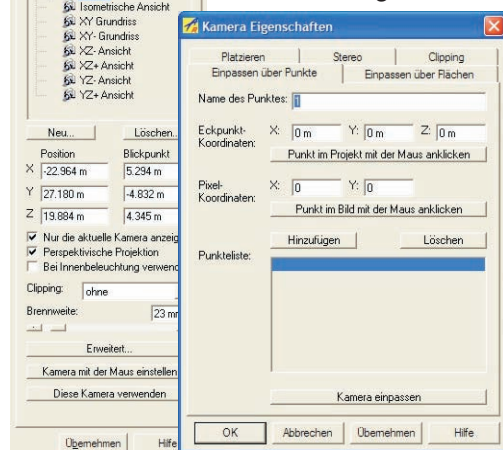 Isometrische Ansicht
XY Grundriss
XY- Grundriss
XZ- Ansicht
XZ+ Ansicht
YZ- Ansicht
YZ+ Ansicht
Neu... Löschen..
Position Blickpunkt
X -22.964 m 5.294 m
Y 27.180 m -4.832 m
Z 19.884 m 4.345 m
Nur die aktuelle Kamera anzeig
Perspektivische Projektion
Bei Innenbeleuchtung verwend
Clipping: ohne
Brennweite: 23 m
Erweitert...
Kamera mit der Maus einstellen
Diese Kamera verwenden
Übernehmen Hilfe
Kamera Eigenschaften
Platzieren Stereo Clipping
Einpassen über Punkte Einpassen über Flächen
Name des Punktes: 1
Eckpunkt-
Koordinaten: X: 0 m Y: 0 m Z: 0 m
Punkt im Projekt mit der Maus anklicken
Pixel-
Koordinaten: X: 0 Y: 0
Punkt im Bild mit der Maus anklicken
Hinzufügen Löschen
Punkteliste:
Kamera einpassen
OK Abbrechen Übernehmen Hilfe